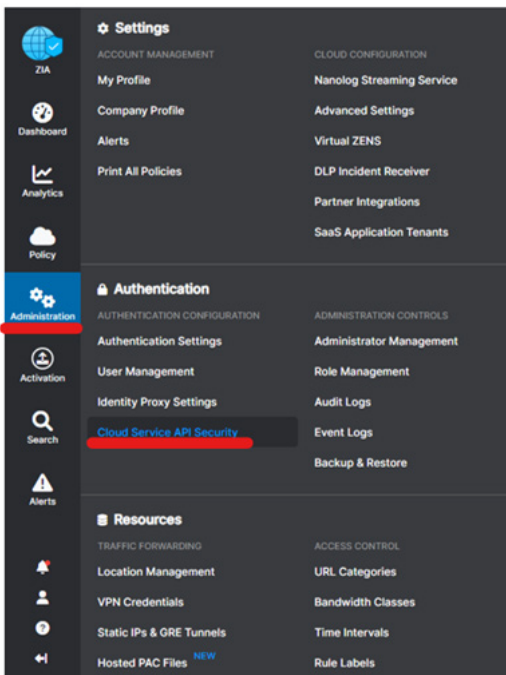 ZIA
Dashboard
Analytics
Policy
Administration
Activation
Search
Alerts
Settings
ACCOUNT MANAGEMENT
My Profile
Company Profile
Alerts
Print All Policies
CLOUD CONFIGURATION
Nanolog Streaming Service
Advanced Settings
Virtual ZENS
DLP Incident Receiver
Partner Integrations
SaaS Application Tenants
Authentication
AUTHENTICATION CONFIGURATION
Authentication Settings
User Management
Identity Proxy Settings
Cloud Service API Security
ADMINISTRATION CONTROLS
Administrator Management
Role Management
Audit Logs
Event Logs
Backup & Restore
Resources
TRAFFIC FORWARDING
Location Management
VPN Credentials
Static IPs & GRE Tunnels
Hosted PAC Files NEW
ACCESS CONTROL
URL Categories
Bandwidth Classes
Time Intervals
Rule Labels